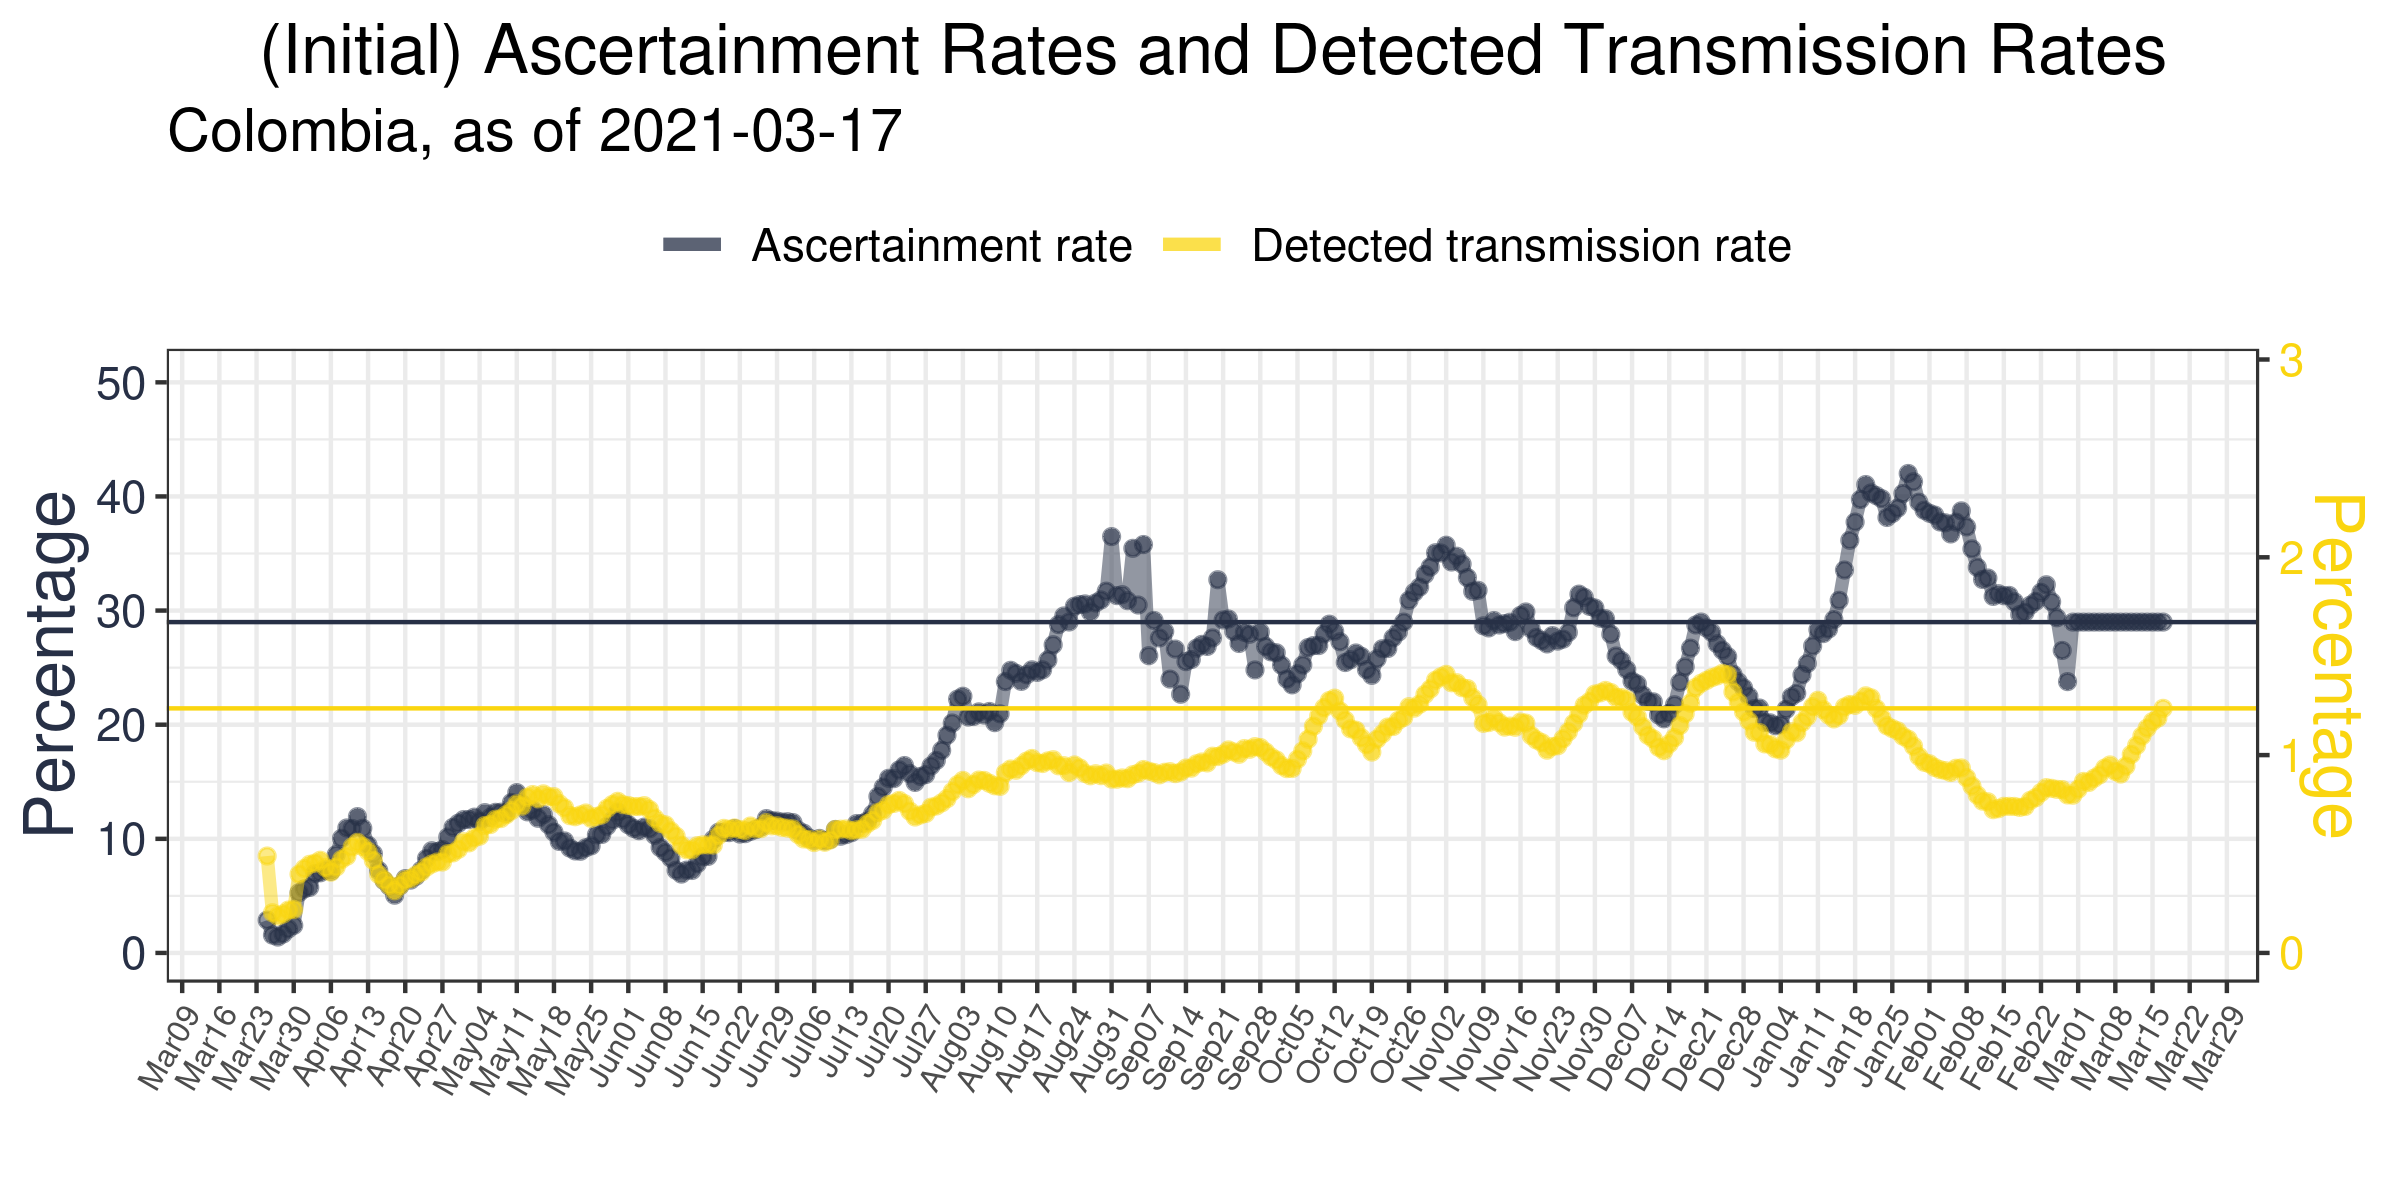 (Initial) Ascertainment Rates and Detected Transmission Rates
Colombia, as of 2021-03-17
Ascertainment rate Detected transmission rate
Percentage
50
40
30
20
10
0
3
2
1
0
Percentage
Mar09 Mar16 Mar23 Mar30 Apr06 Apr13 Apr20 Apr27 May04 May11 May18 May25 Jun01 Jun08 Jun15 Jun22 Jun29 Jul06 Jul13 Jul20 Jul27 Aug03 Aug10 Aug17 Aug24 Aug31 Sep07 Sep14 Sep21 Sep28 Oct05 Oct12 Oct19 Oct26 Nov02 Nov09 Nov16 Nov23 Nov30 Dec07 Dec14 Dec21 Dec28 Jan04 Jan11 Jan18 Jan25 Feb01 Feb08 Feb15 Feb22 Mar01 Mar08 Mar15 Mar22 Mar29